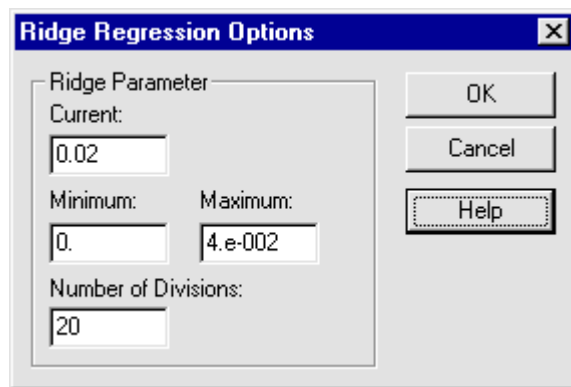 Ridge Regression Options
Ridge Parameter
Current:
0.02
Minimum: Maximum:
0. 4.e-002
Number of Divisions:
20
OK
Cancel
Help